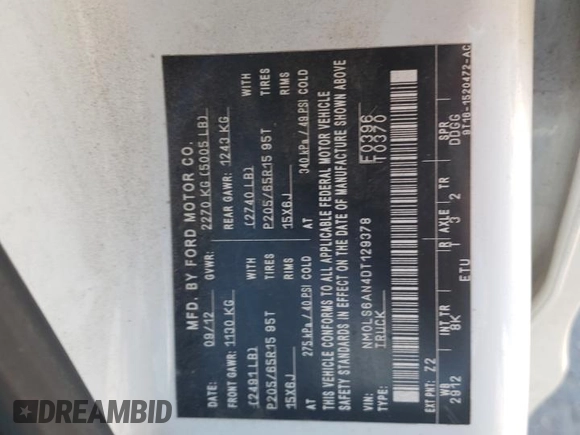 MFD. BY FORD MOTOR CO.
DATE: 09/12 GVWR: 2270 KG (5005 LB)
FRONT GAWR: 1130 KG REAR GAWR: 1243 KG
(2491 LB) (2740 LB)
P205/65R15 95T TIRES P205/65R15 95T TIRES
15X6J RIMS 15X6J RIMS
AT 275 kPa/40 PSI COLD AT 340 kPa/49 PSI COLD
THIS VEHICLE CONFORMS TO ALL APPLICABLE FEDERAL MOTOR VEHICLE
SAFETY STANDARDS IN EFFECT ON THE DATE OF MANUFACTURE SHOWN ABOVE
VIN: NM0LS6AN4DT129378 F0396
TYPE: TRUCK T0370
EXT PNT: Z2
WB INT TR B AXLE TR SPR
2912 8K 1 3 2 DDGG
ETU 9T16-1520472-AC
DREAMBID